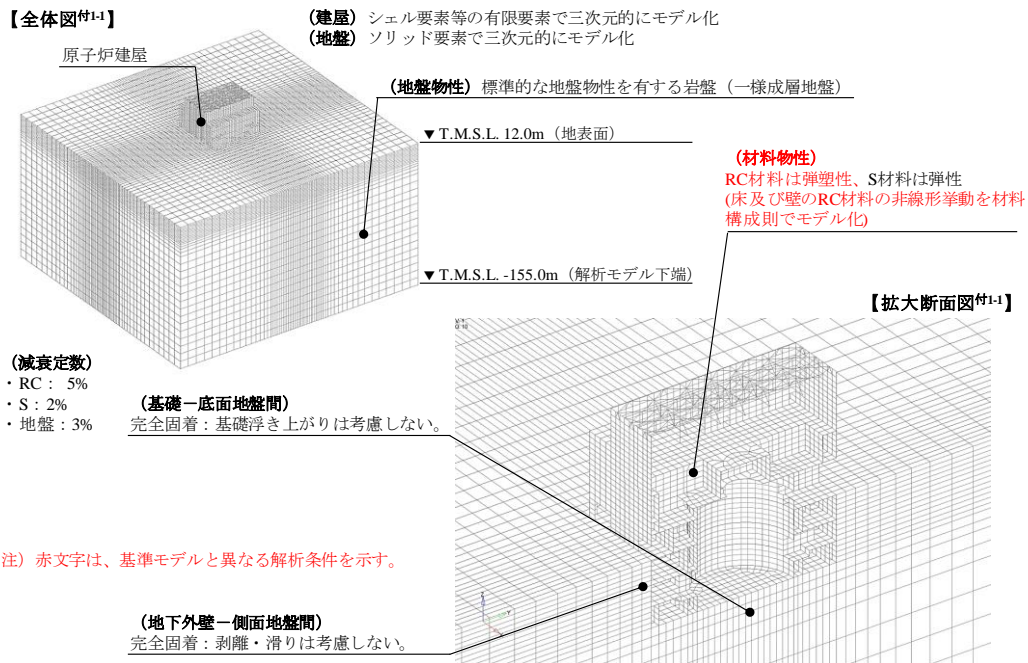 【全体図付1-1】
(建屋) シェル要素等の有限要素で三次元的にモデル化
(地盤) ソリッド要素で三次元的にモデル化
原子炉建屋
(地盤物性) 標準的な地盤物性を有する岩盤（一様成層地盤）
▼T.M.S.L. 12.0m（地表面）
(材料物性)
RC材料は弾塑性、S材料は弾性
(床及び壁のRC材料の非線形挙動を材料
構成則でモデル化)
▼T.M.S.L. -155.0m（解析モデル下端）
【拡大断面図付1-1】
(減衰定数)
・RC： 5%
・S：2%
・地盤：3%
(基礎－底面地盤間)
完全固着：基礎浮き上がりは考慮しない。
注）赤文字は、基準モデルと異なる解析条件を示す。
(地下外壁－側面地盤間)
完全固着：剥離・滑りは考慮しない。